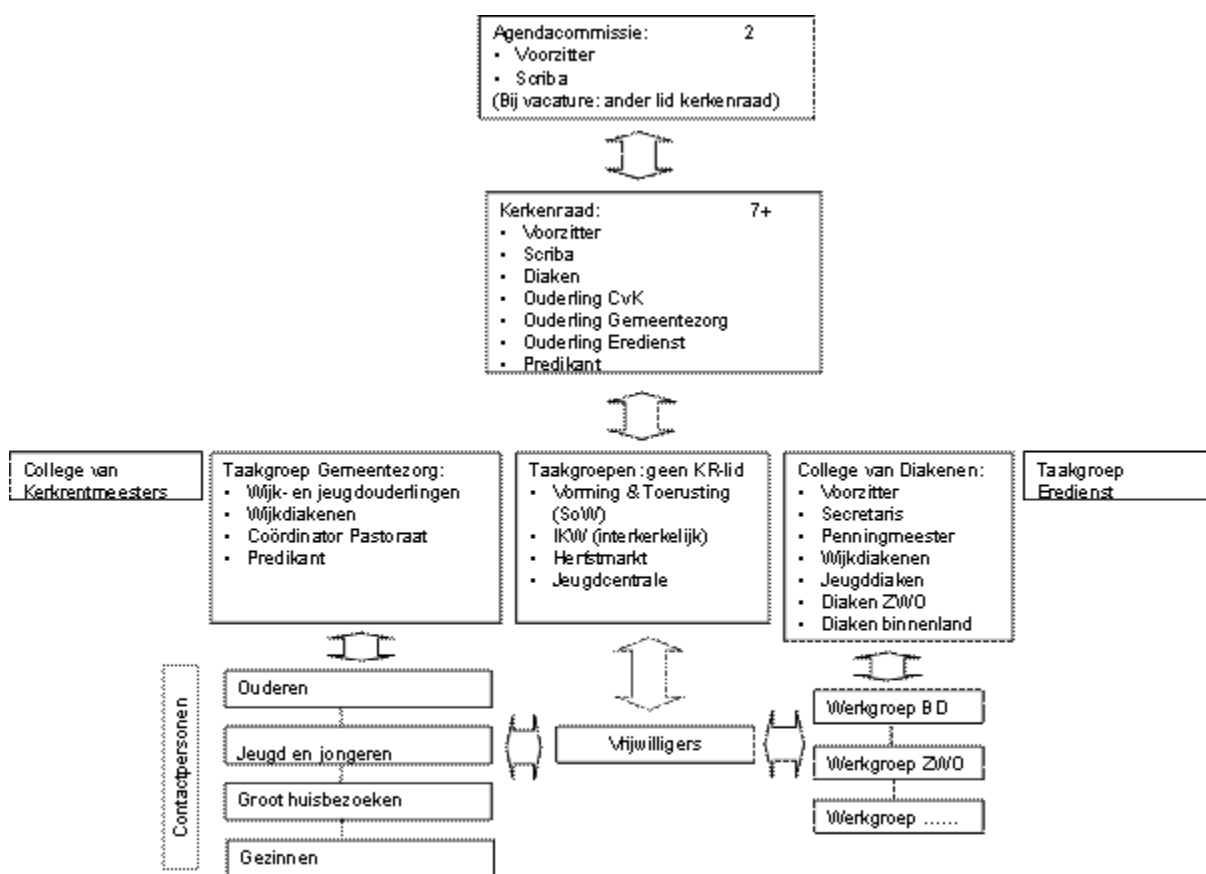 Agendacommissie: 2
• Voorzitter
• Scriba
(Bij vacature: ander lid kerkenraad)
Kerkenraad: 7+
• Voorzitter
• Scriba
• Diaken
• Ouderling CvK
• Ouderling Gemeentezorg
• Ouderling Eredienst
• Predikant
College van
Kerkrentmeesters
Taakgroep Gemeentezorg:
• Wijk- en jeugdouderlingen
• Wijkdiakenen
• Coördinator Pastoraat
• Predikant
Taakgroepen: geen KR-lid
• Vorming & Toerusting
(SoW)
• IKW (interkerkelijk)
• Herfstmarkt
• Jeugdcentrale
College van Diakenen:
• Voorzitter
• Secretaris
• Penningmeester
• Wijkdiakenen
• Jeugddiaken
• Diaken ZWO
• Diaken binnenland
Taakgroep
Eredienst
Contactpersonen
Ouderen
Jeugd en jongeren
Groot huisbezoeken
Gezinnen
Vrijwilligers
Werkgroep BD
Werkgroep ZWO
Werkgroep ......